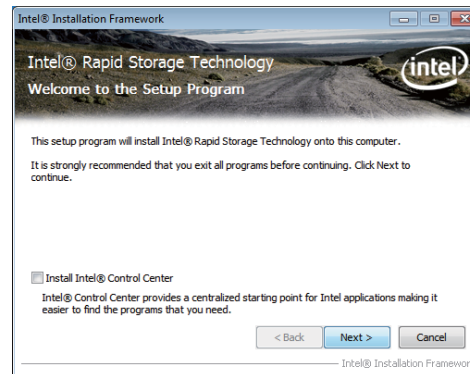 Intel® Installation Framework
Intel® Rapid Storage Technology
Welcome to the Setup Program
intel
This setup program will install Intel® Rapid Storage Technology onto this computer.
It is strongly recommended that you exit all programs before continuing. Click Next to
continue.
Install Intel® Control Center
Intel® Control Center provides a centralized starting point for Intel applications making it
easier to find the programs that you need.
< Back
Next >
Cancel
Intel® Installation Framewor